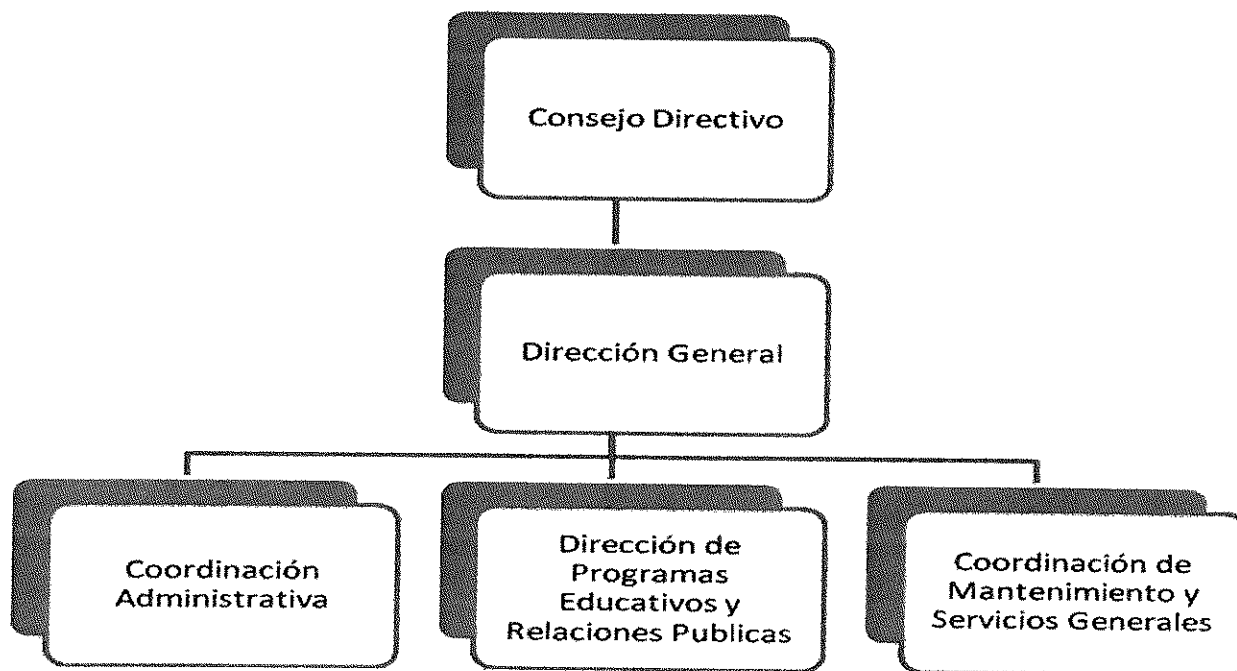 Consejo Directivo
Dirección General
Coordinación
Administrativa
Dirección de
Programas
Educativos y
Relaciones Publicas
Coordinación de
Mantenimiento y
Servicios Generales